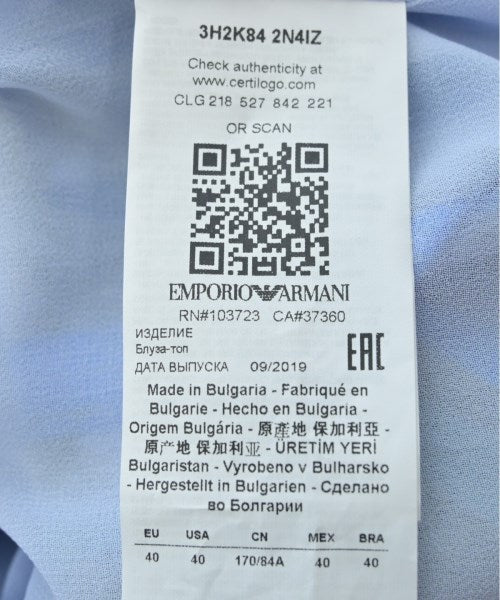 3H2K84 2N4IZ
Check authenticity at
www.certilogo.com
CLG 218 527 842 221
OR SCAN
EMPORIO ARMANI
RN#103723 CA#37360
ИЗДЕЛИЕ
Блуза-топ
ДАТА ВЫПУСКА 09/2019
EAC
Made in Bulgaria - Fabriqué en
Bulgarie - Hecho en Bulgaria -
Origem Bulgária - 原產地 保加利亞 -
原产地 保加利亚 - ÜRETİM YERİ
Bulgaristan - Vyrobeno v Bulharsko
- Hergestellt in Bulgarien - Сделано
во Болгарии
EU USA CN MEX BRA
40 40 170/84A 40 40